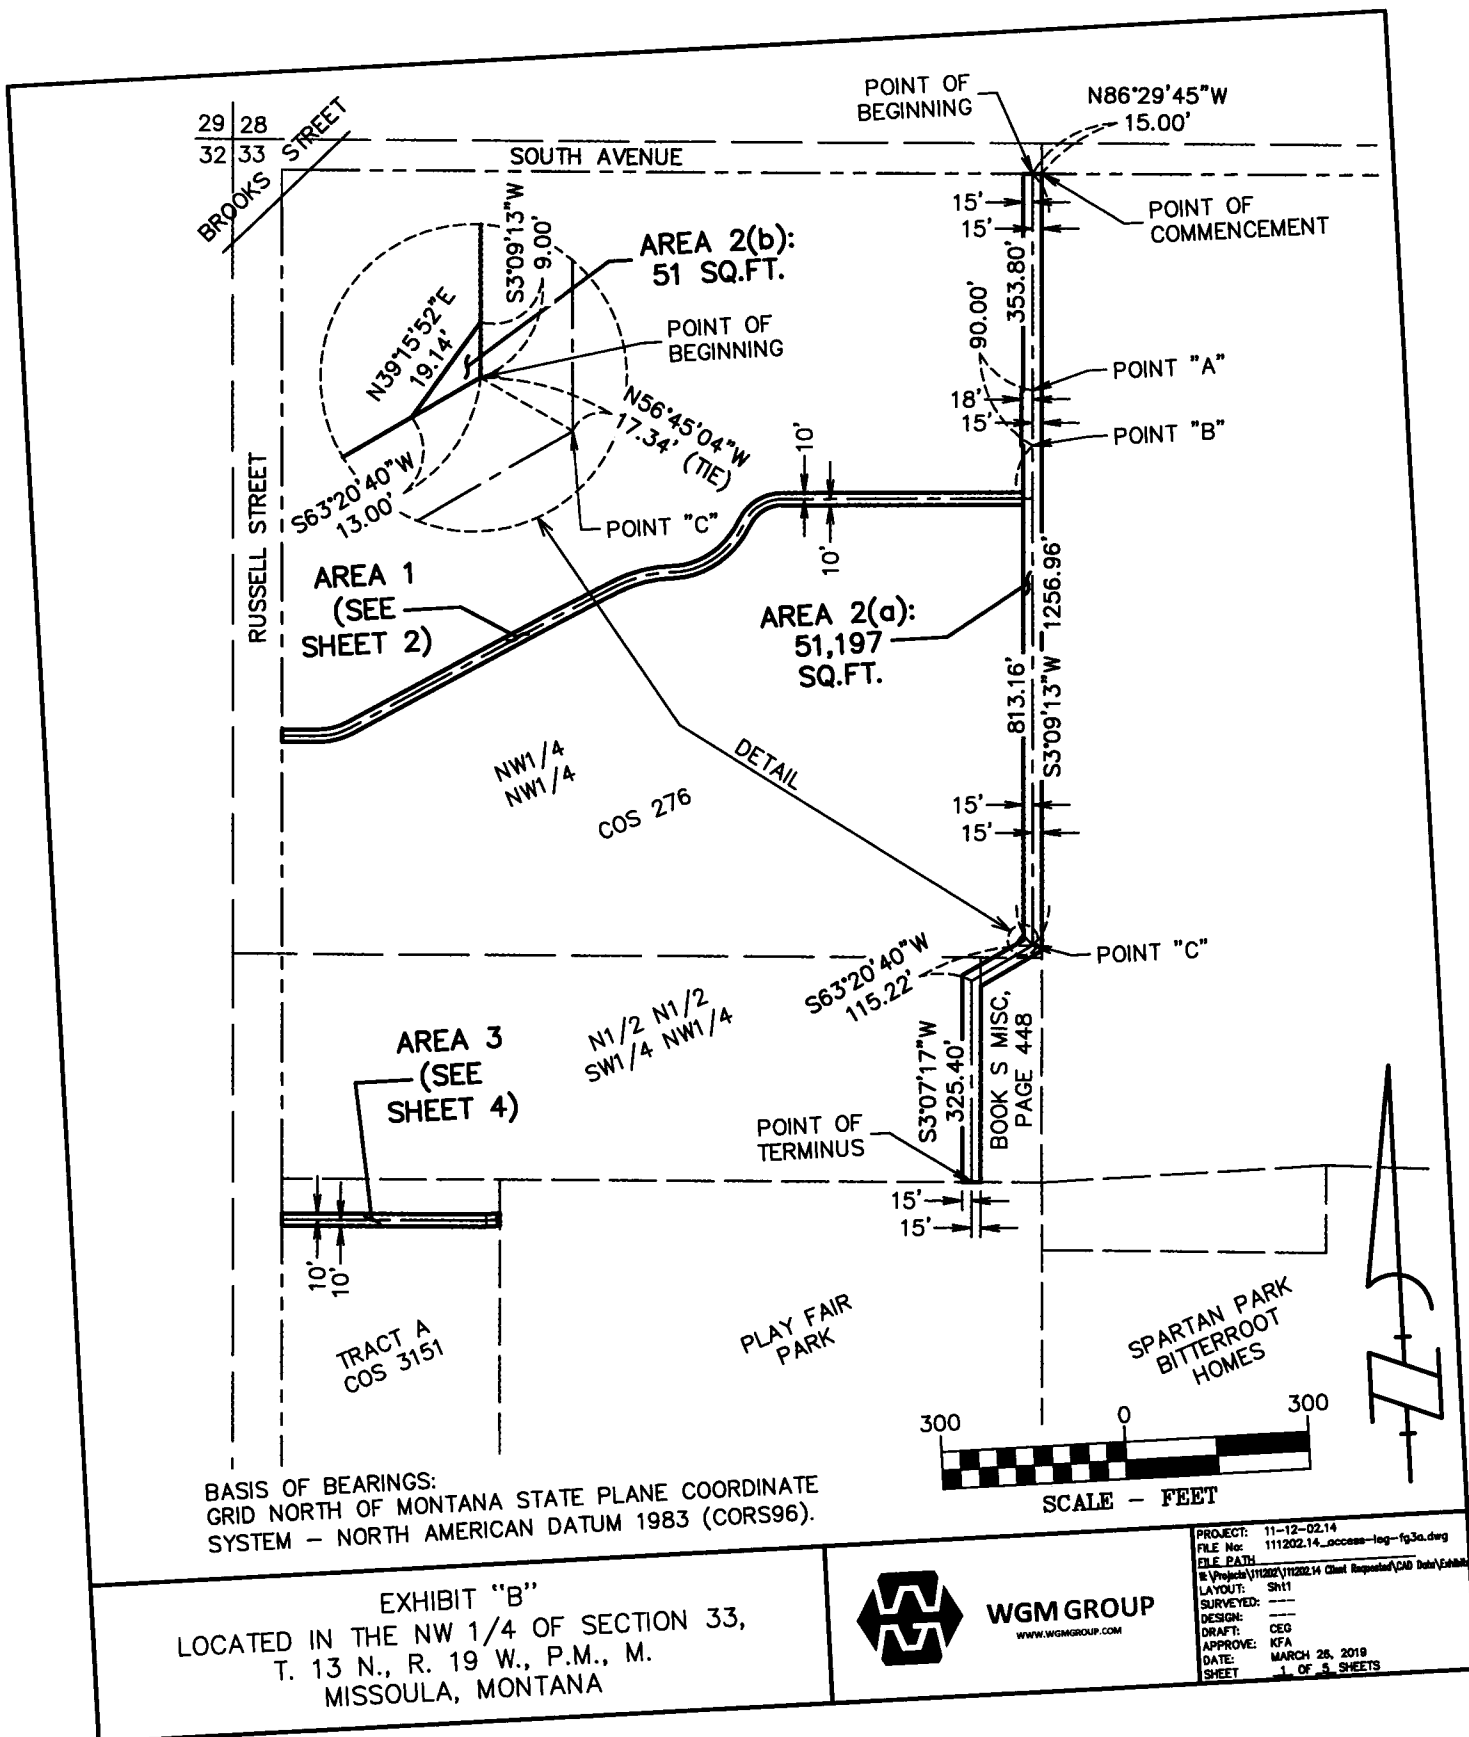 29 28
32 33
BROOKS STREET
SOUTH AVENUE
POINT OF
BEGINNING
N86°29'45"W
15.00'
15'
15'
POINT OF
COMMENCEMENT
S3°09'13"W
9.00'
AREA 2(b):
51 SQ.FT.
N39°15'52"E
19.14'
POINT OF
BEGINNING
353.80'
90.00'
POINT "A"
18'
15'
POINT "B"
N56°45'04"W
17.34' (TIE)
S63°20'40"W
13.00'
POINT "C"
10'
10'
RUSSELL STREET
AREA 1
(SEE
SHEET 2)
AREA 2(a):
51,197
SQ.FT.
813.16'
S3°09'13"W 1256.96'
NW1/4
NW1/4
COS 276
DETAIL
15'
15'
POINT "C"
S63°20'40"W
115.22'
N1/2 N1/2
SW1/4 NW1/4
AREA 3
(SEE
SHEET 4)
S3°07'17"W
325.40'
BOOK S MISC,
PAGE 448
POINT OF
TERMINUS
15'
15'
10'
10'
TRACT A
COS 3151
PLAY FAIR
PARK
SPARTAN PARK
BITTERROOT
HOMES
300 0 300
SCALE – FEET
BASIS OF BEARINGS:
GRID NORTH OF MONTANA STATE PLANE COORDINATE
SYSTEM – NORTH AMERICAN DATUM 1983 (CORS96).
EXHIBIT "B"
LOCATED IN THE NW 1/4 OF SECTION 33,
T. 13 N., R. 19 W., P.M., M.
MISSOULA, MONTANA
WGM GROUP
WWW.WGMGROUP.COM
PROJECT: 11-12-02.14
FILE No: 111202.14_access-leg-fg3a.dwg
FILE PATH
W:\Projects\111202\111202.14 Client Requested\CAD Data\Exhibits
LAYOUT: Sht1
SURVEYED: ---
DESIGN: ---
DRAFT: CEG
APPROVE: KFA
DATE: MARCH 26, 2019
SHEET 1 OF 5 SHEETS